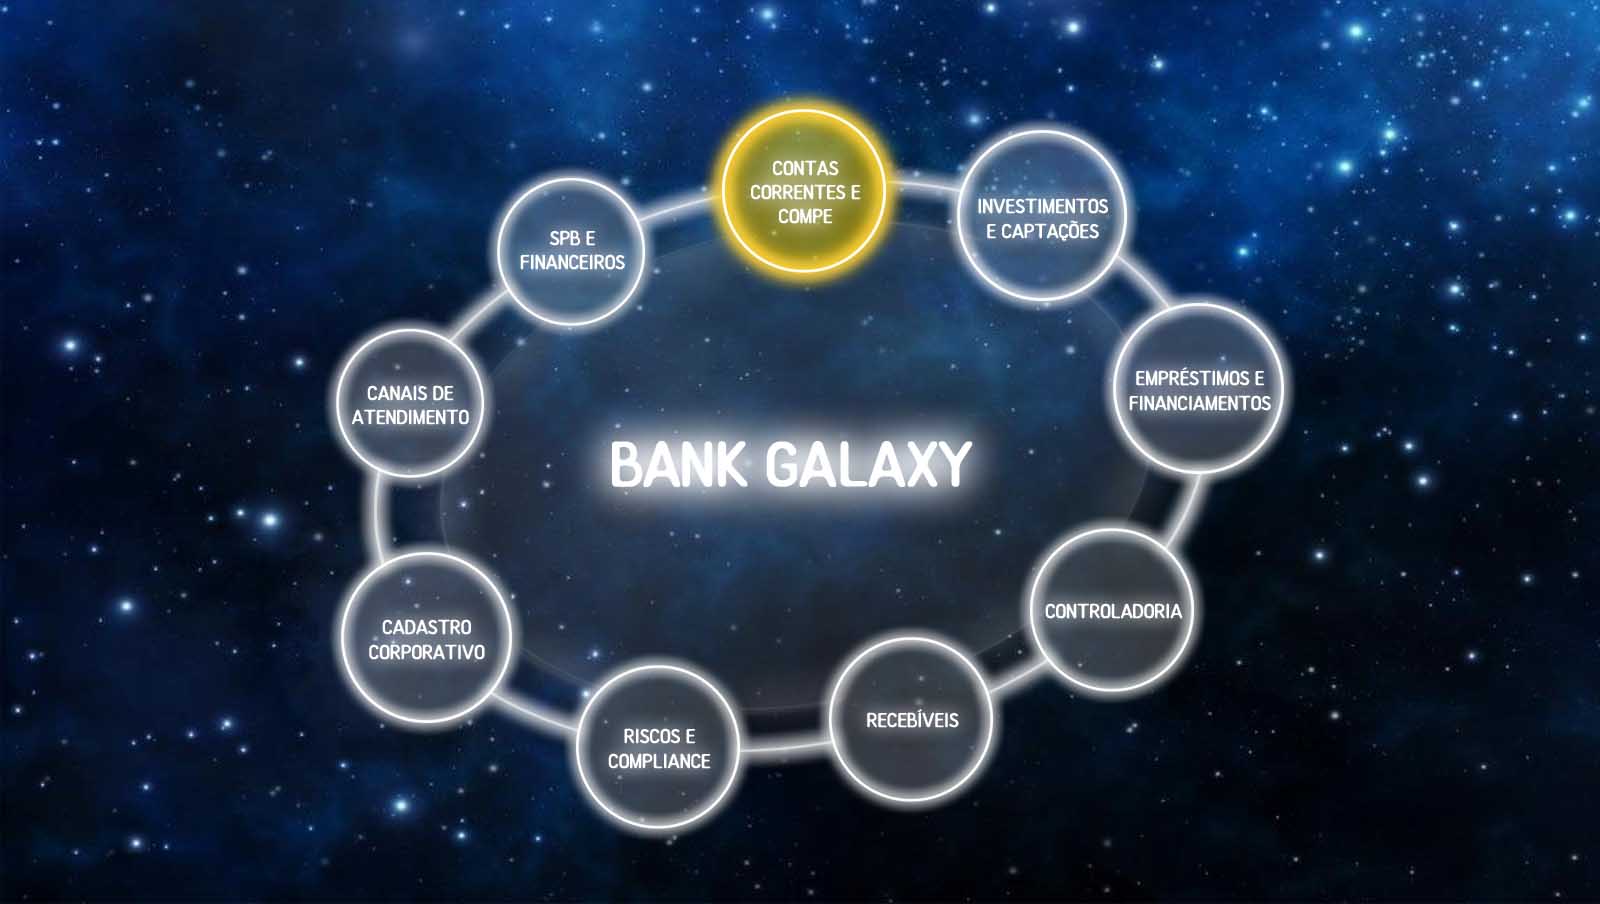 CONTAS
CORRENTES E
COMPE
INVESTIMENTOS
E CAPTAÇÕES
SPB E
FINANCEIROS
EMPRÉSTIMOS E
FINANCIAMENTOS
CANAIS DE
ATENDIMENTO
BANK GALAXY
CONTROLADORIA
CADASTRO
CORPORATIVO
RECEBÍVEIS
RISCOS E
COMPLIANCE